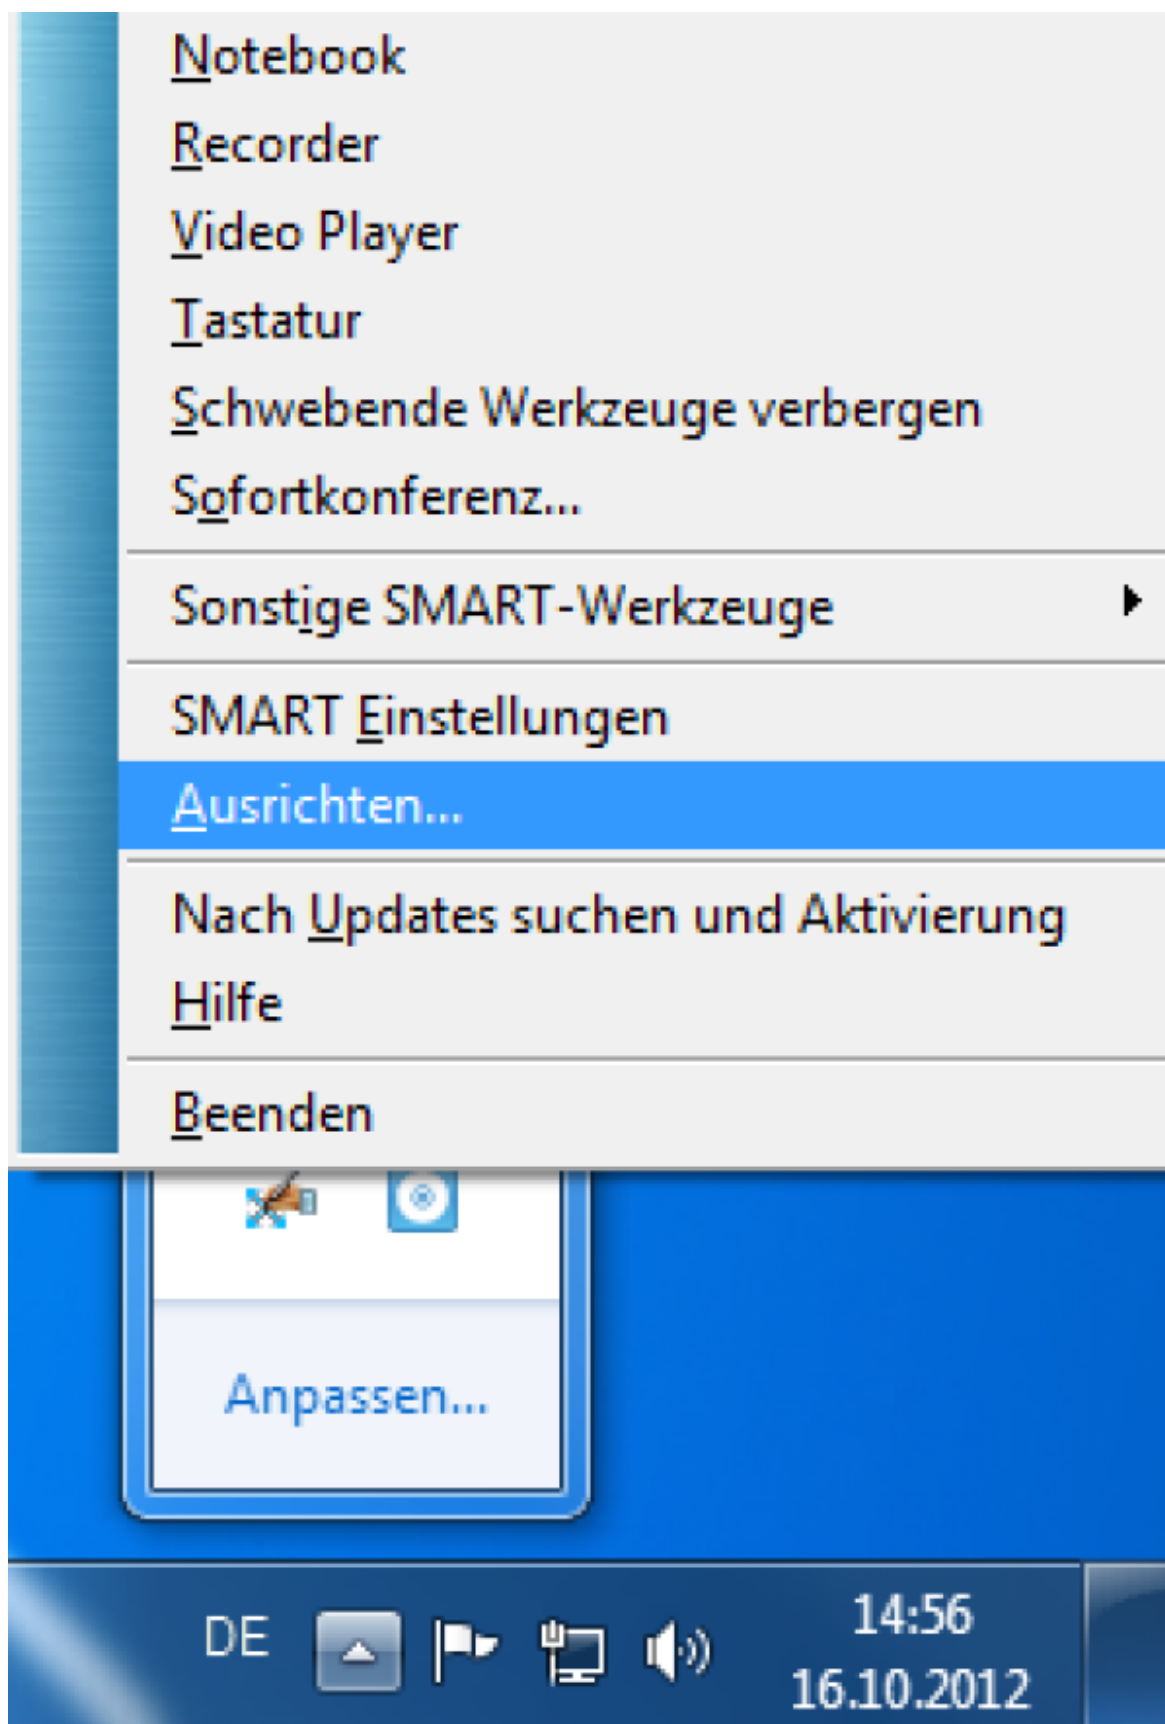 Notebook
Recorder
Video Player
Tastatur
Schwebende Werkzeuge verbergen
Sofortkonferenz...
Sonstige SMART-Werkzeuge
SMART Einstellungen
Ausrichten...
Nach Updates suchen und Aktivierung
Hilfe
Beenden
Anpassen...
DE
14:56
16.10.2012